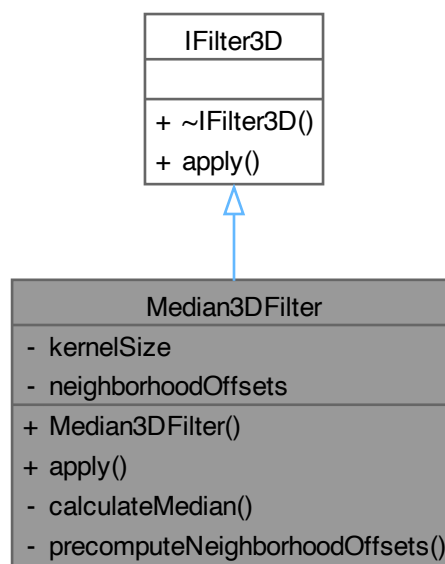 IFilter3D
+ ~IFilter3D()
+ apply()
Median3DFilter
- kernelSize
- neighborhoodOffsets
+ Median3DFilter()
+ apply()
- calculateMedian()
- precomputeNeighborhoodOffsets()